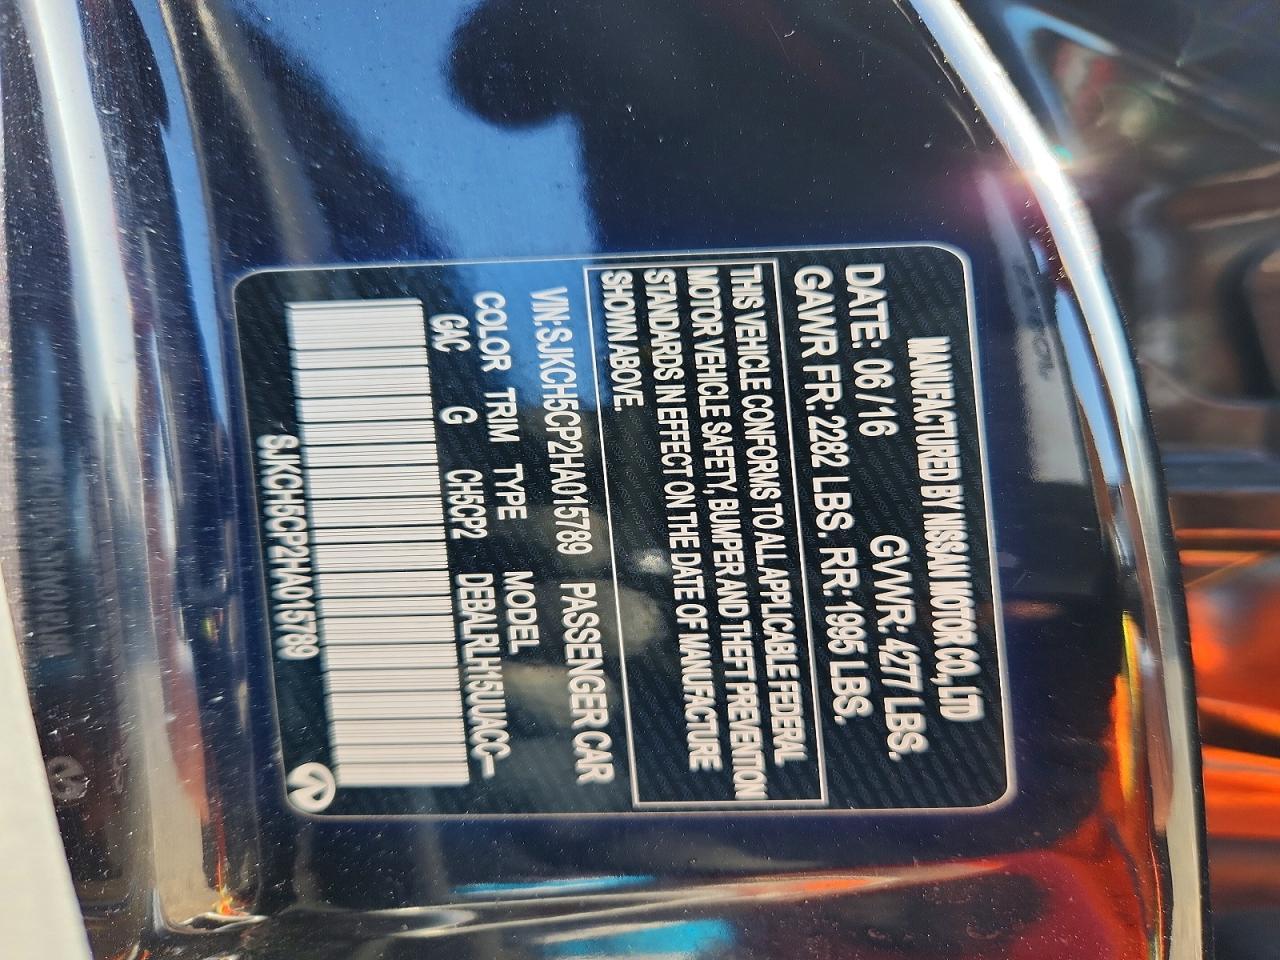 MANUFACTURED BY NISSAN MOTOR CO., LTD
DATE: 06 / 16 GVWR: 4277 LBS.
GAWR FR: 2282 LBS. RR: 1995 LBS.
THIS VEHICLE CONFORMS TO ALL APPLICABLE FEDERAL
MOTOR VEHICLE SAFETY, BUMPER AND THEFT PREVENTION
STANDARDS IN EFFECT ON THE DATE OF MANUFACTURE
SHOWN ABOVE.
VIN:SJKCH5CP2HA015789 PASSENGER CAR
COLOR TRIM TYPE MODEL
GAC G CH5CP2 DEBALRLH15UUACC–
SJKCH5CP2HA015789